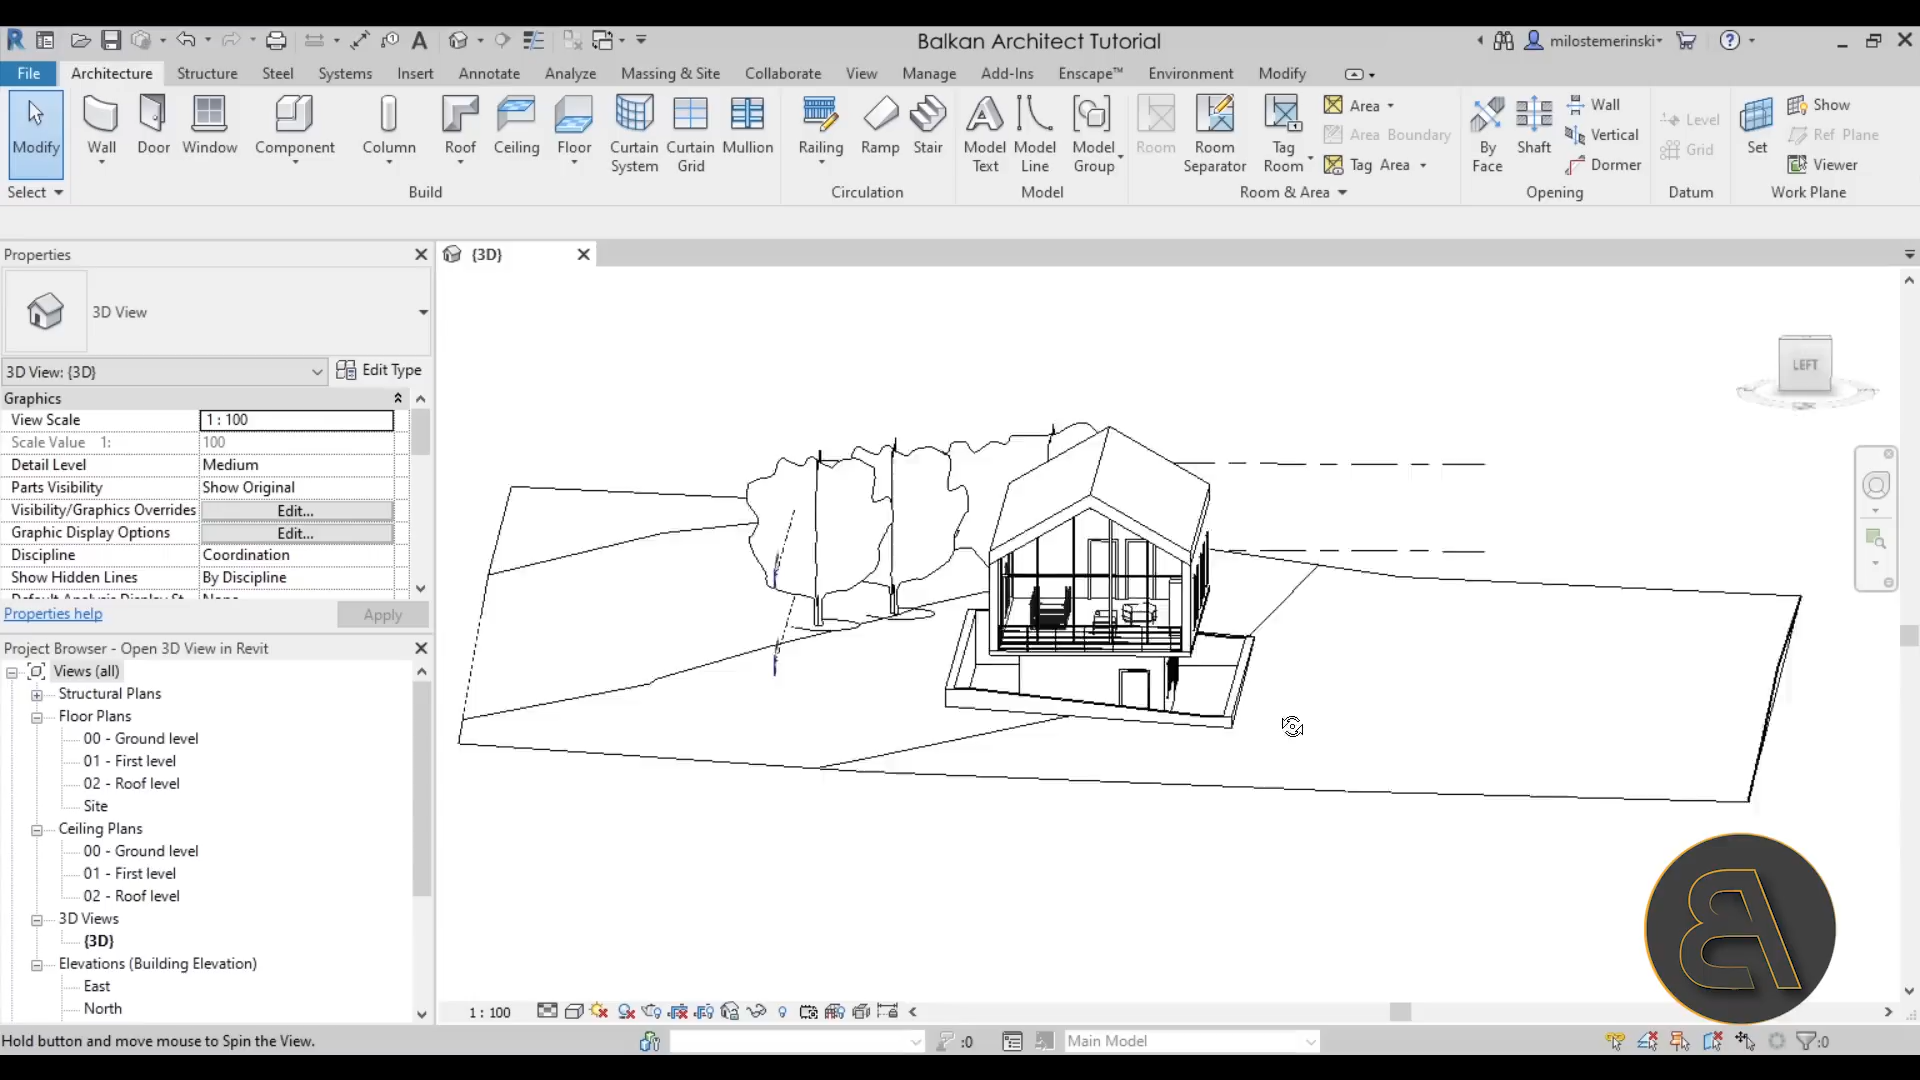 Balkan Architect Tutorial
milostemerinski
File Architecture Structure Steel Systems Insert Annotate Analyze Massing & Site Collaborate View Manage Add-Ins Enscape™ Environment Modify
Modify Wall Door Window Component Column Roof Ceiling Floor Curtain System Curtain Grid Mullion Railing Ramp Stair Model Text Model Line Model Group Room Room Separator Tag Room
Area
Area Boundary
Tag Area
By Face Shaft
Wall
Vertical
Dormer
Level
Grid
Set
Show
Ref Plane
Viewer
Select Build Circulation Model Room & Area Opening Datum Work Plane
Properties
3D View
3D View: {3D} Edit Type
Graphics
View Scale 1 : 100
Scale Value 1: 100
Detail Level Medium
Parts Visibility Show Original
Visibility/Graphics Overrides Edit...
Graphic Display Options Edit...
Discipline Coordination
Show Hidden Lines By Discipline
Properties help Apply
Project Browser - Open 3D View in Revit
Views (all)
Structural Plans
Floor Plans
00 - Ground level
01 - First level
02 - Roof level
Site
Ceiling Plans
00 - Ground level
01 - First level
02 - Roof level
3D Views
{3D}
Elevations (Building Elevation)
East
North
{3D}
LEFT
1 : 100
Hold button and move mouse to Spin the View.
:0
Main Model
:0